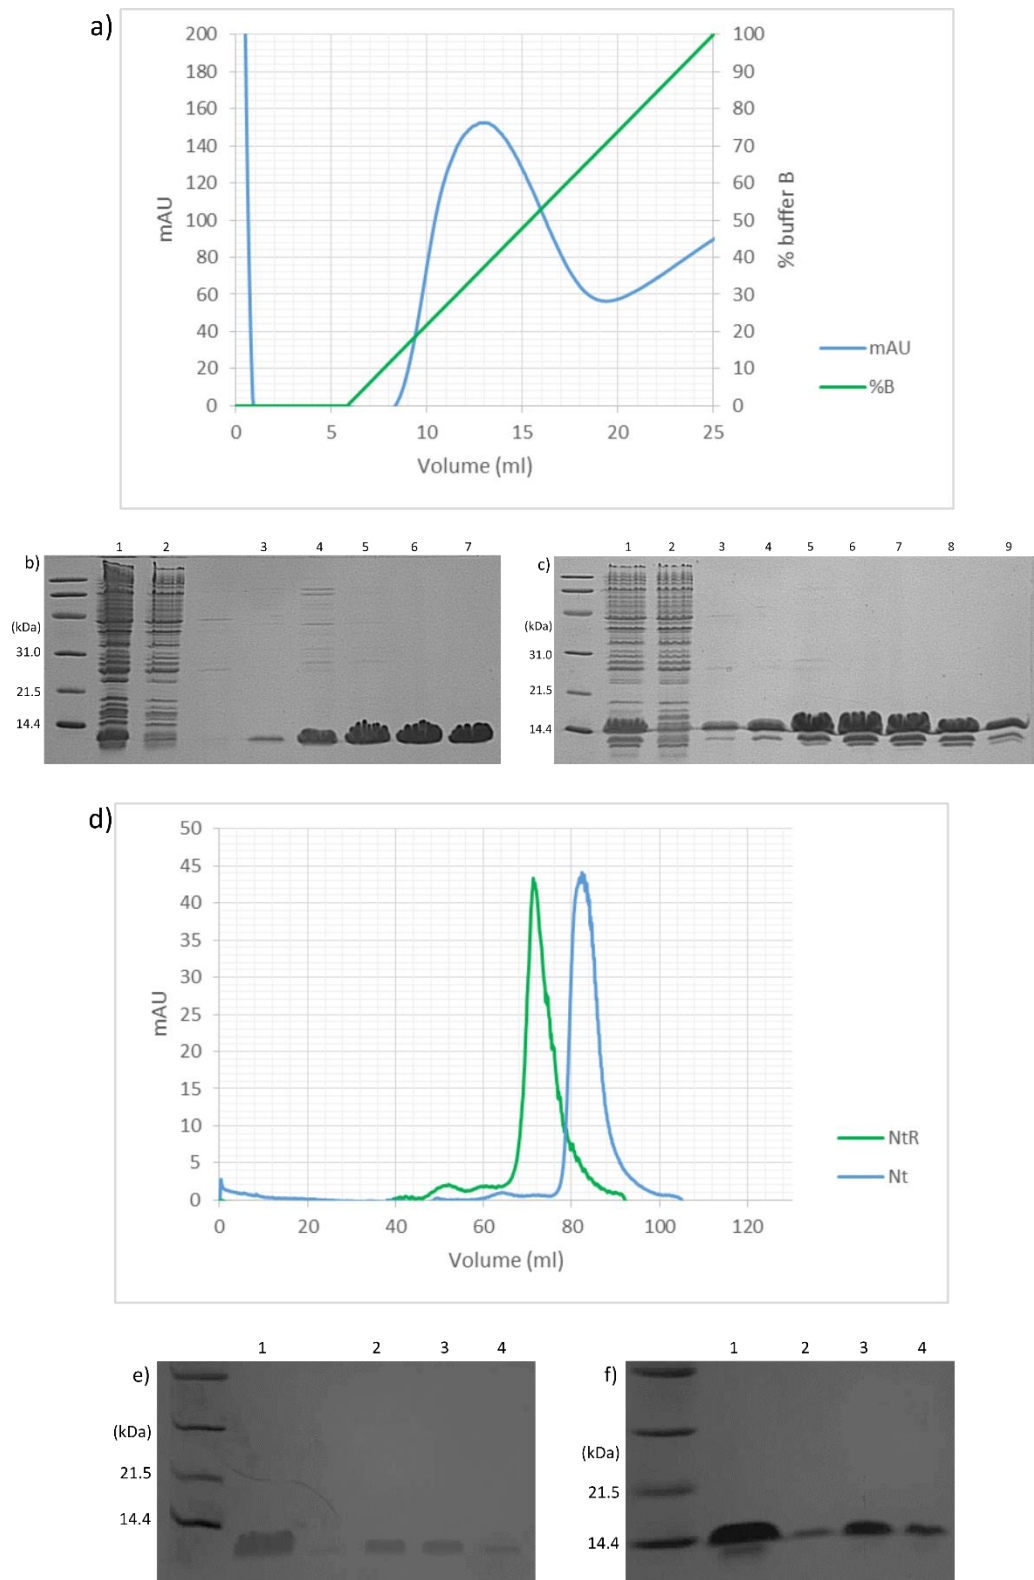 a)
200 100
180 90
160 80
140 70
120 60
100 50
80 40
60 30
40 20
20 10
0 0
mAU
% buffer B
0 5 10 15 20 25
Volume (ml)
mAU
%B
b)
1 2 3 4 5 6 7
(kDa)
31.0
21.5
14.4
c)
1 2 3 4 5 6 7 8 9
(kDa)
31.0
21.5
14.4
d)
50
45
40
35
30
25
20
15
10
5
0
mAU
0 20 40 60 80 100 120
Volume (ml)
NtR
Nt
e)
1 2 3 4
(kDa)
21.5
14.4
f)
1 2 3 4
(kDa)
21.5
14.4